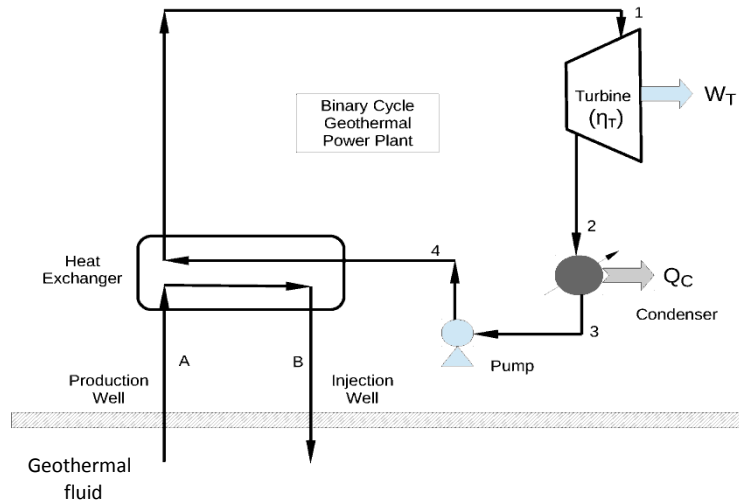 1
Turbine
(ηT)
WT
Binary Cycle
Geothermal
Power Plant
2
Heat
Exchanger
4
QC
Condenser
3
Pump
A
B
Production
Well
Injection
Well
Geothermal
fluid